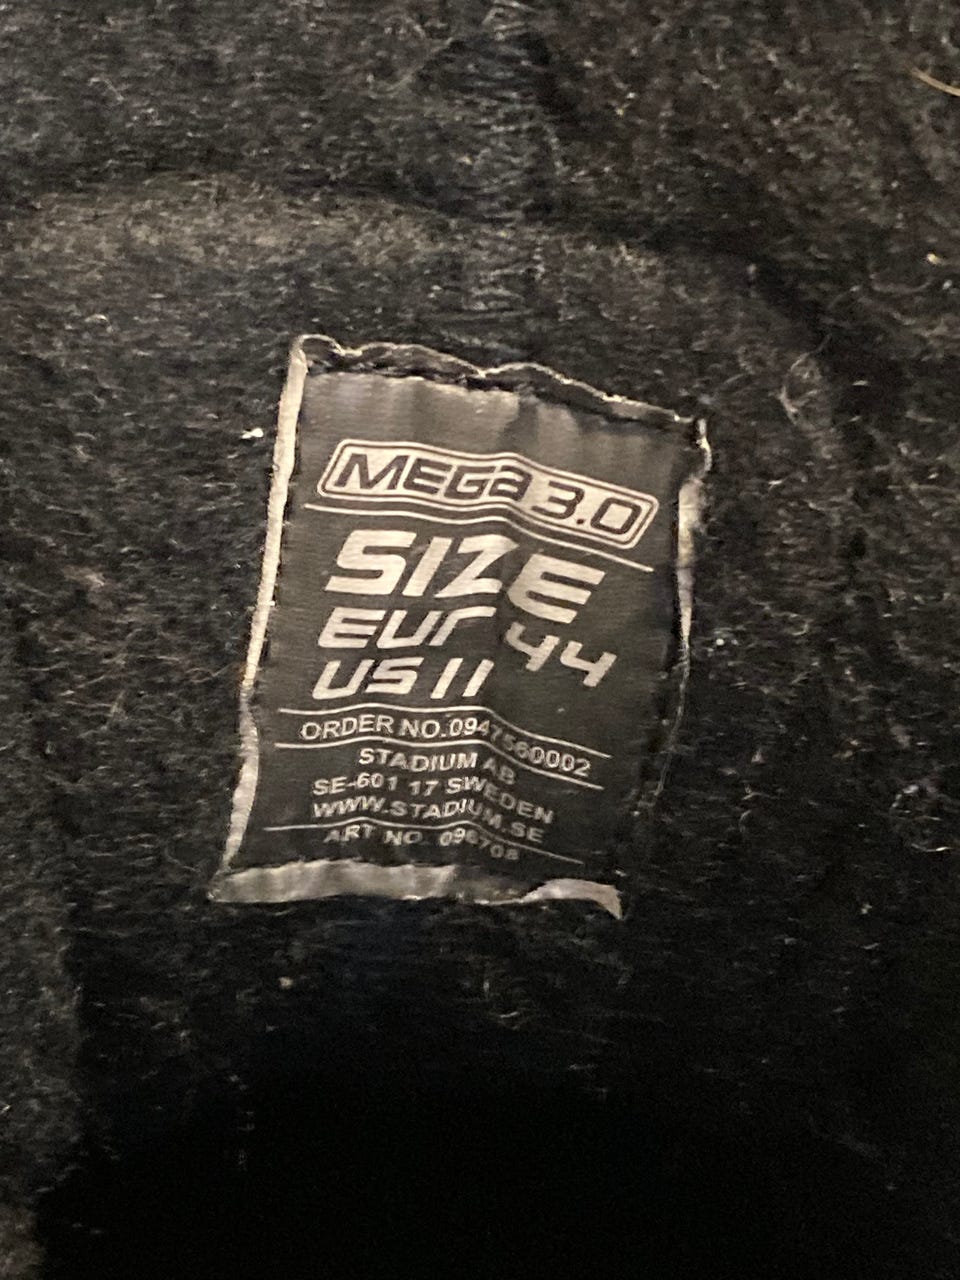 MEGA 3.0
SIZE
EUR 44
US 11
ORDER NO.0947560002
STADIUM AB
SE-601 17 SWEDEN
WWW.STADIUM.SE
ART NO.